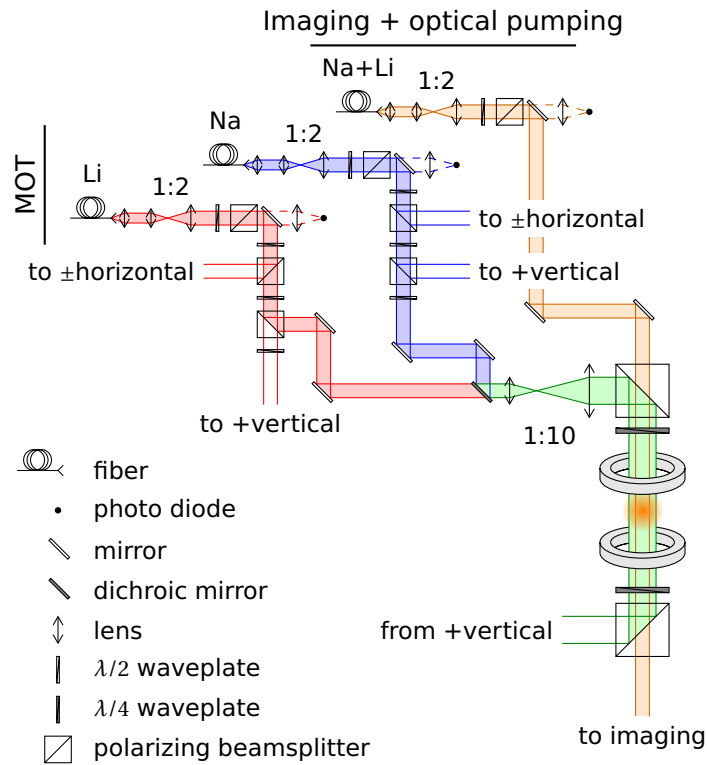 Imaging + optical pumping
Na+Li
1:2
Na
1:2
MOT
Li
1:2
to ±horizontal
to ±horizontal
to +vertical
to +vertical
1:10
fiber
photo diode
mirror
dichroic mirror
lens
from +vertical
λ/2 waveplate
λ/4 waveplate
to imaging
polarizing beamsplitter